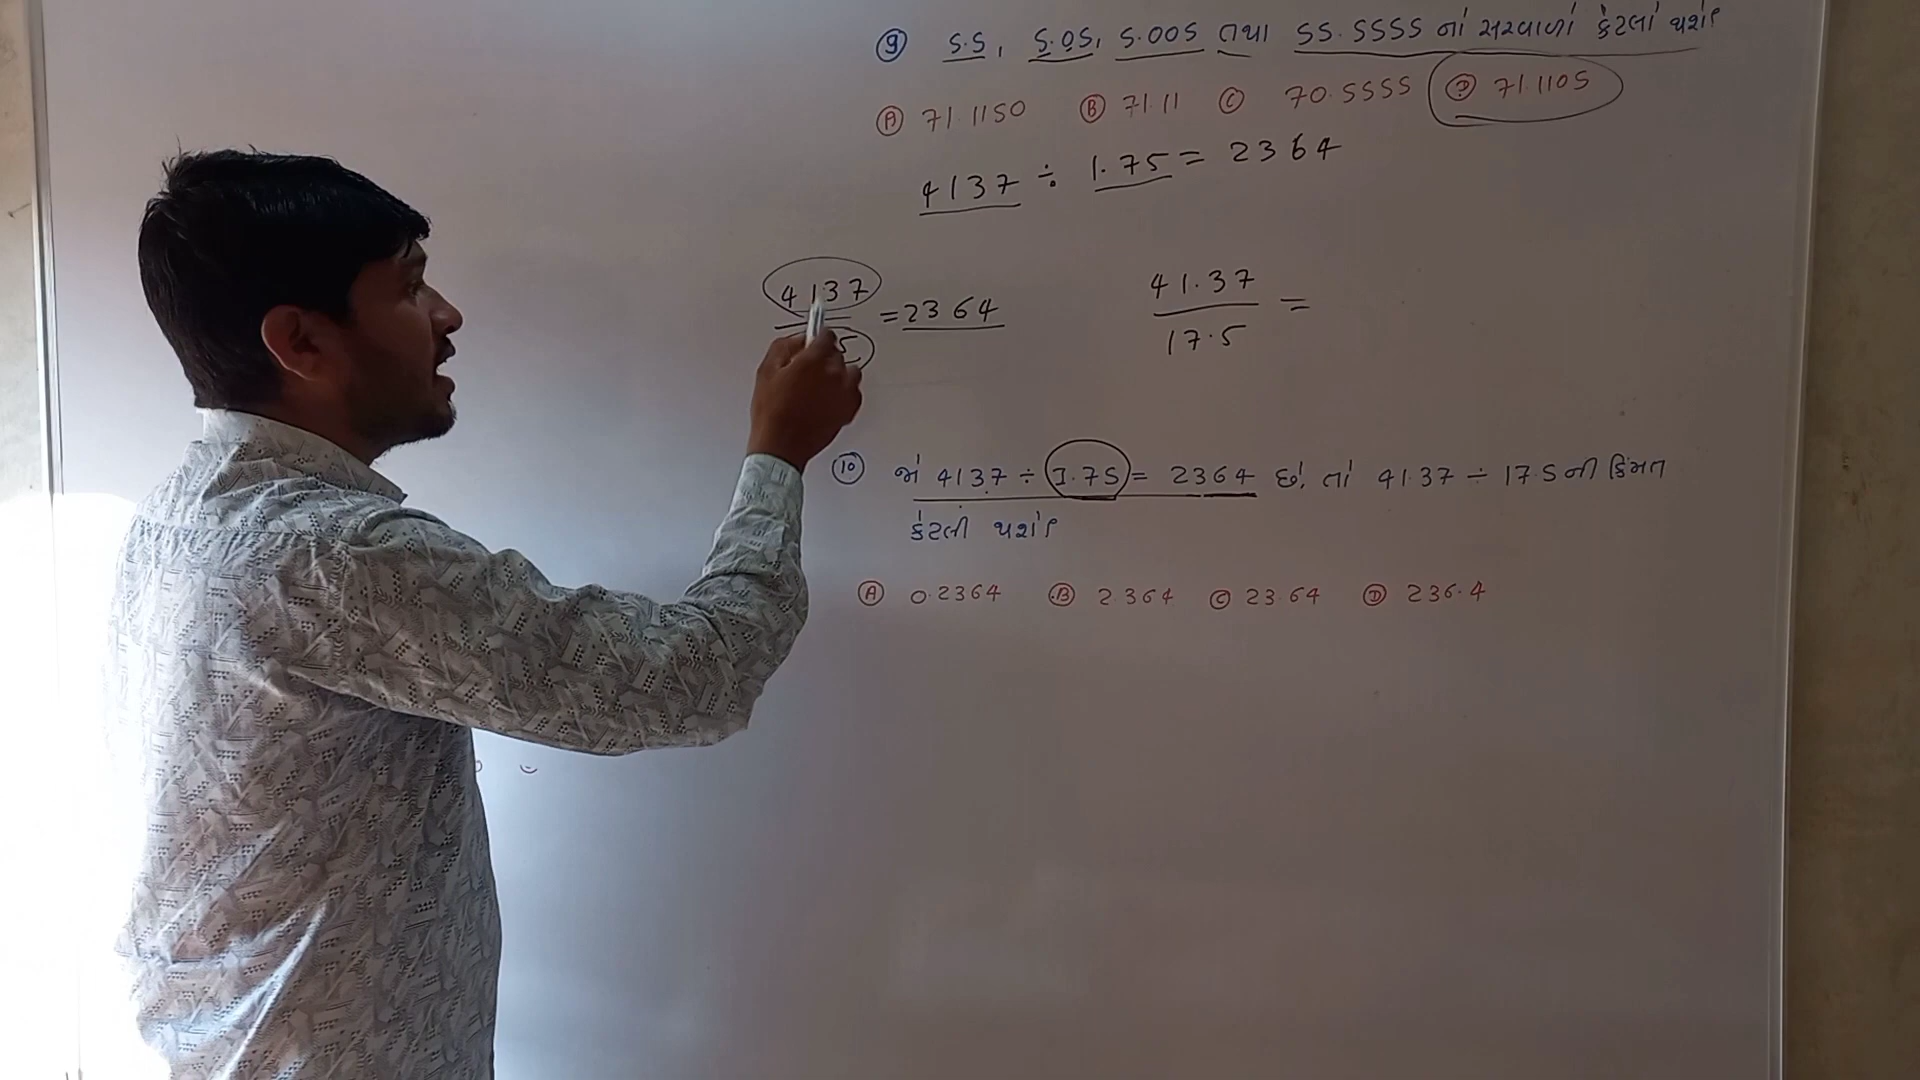 9 5.5, 5.05, 5.005 તથા 55.5555 નો સરવાળો કેટલો થશે?
A 71.1150 B 71.11 C 70.5555 D 71.1105
4137 ÷ 1.75 = 2364
4137 = 2364
5
41.37
17.5 =
10 જો 4137 ÷ 1.75 = 2364 છે, તો 41.37 ÷ 17.5 ની કિંમત
કેટલી થશે?
A 0.2364 B 2.364 C 23.64 D 236.4